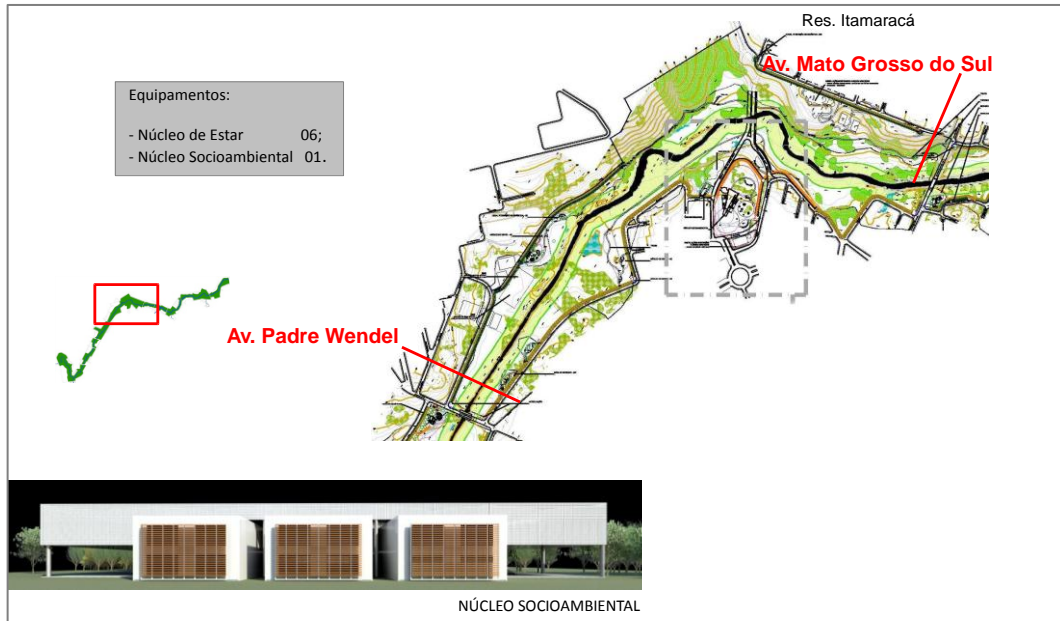 Res. Itamaracá
Av. Mato Grosso do Sul
Equipamentos:
- Núcleo de Estar 06;
- Núcleo Socioambiental 01.
Av. Padre Wendel
NÚCLEO SOCIOAMBIENTAL